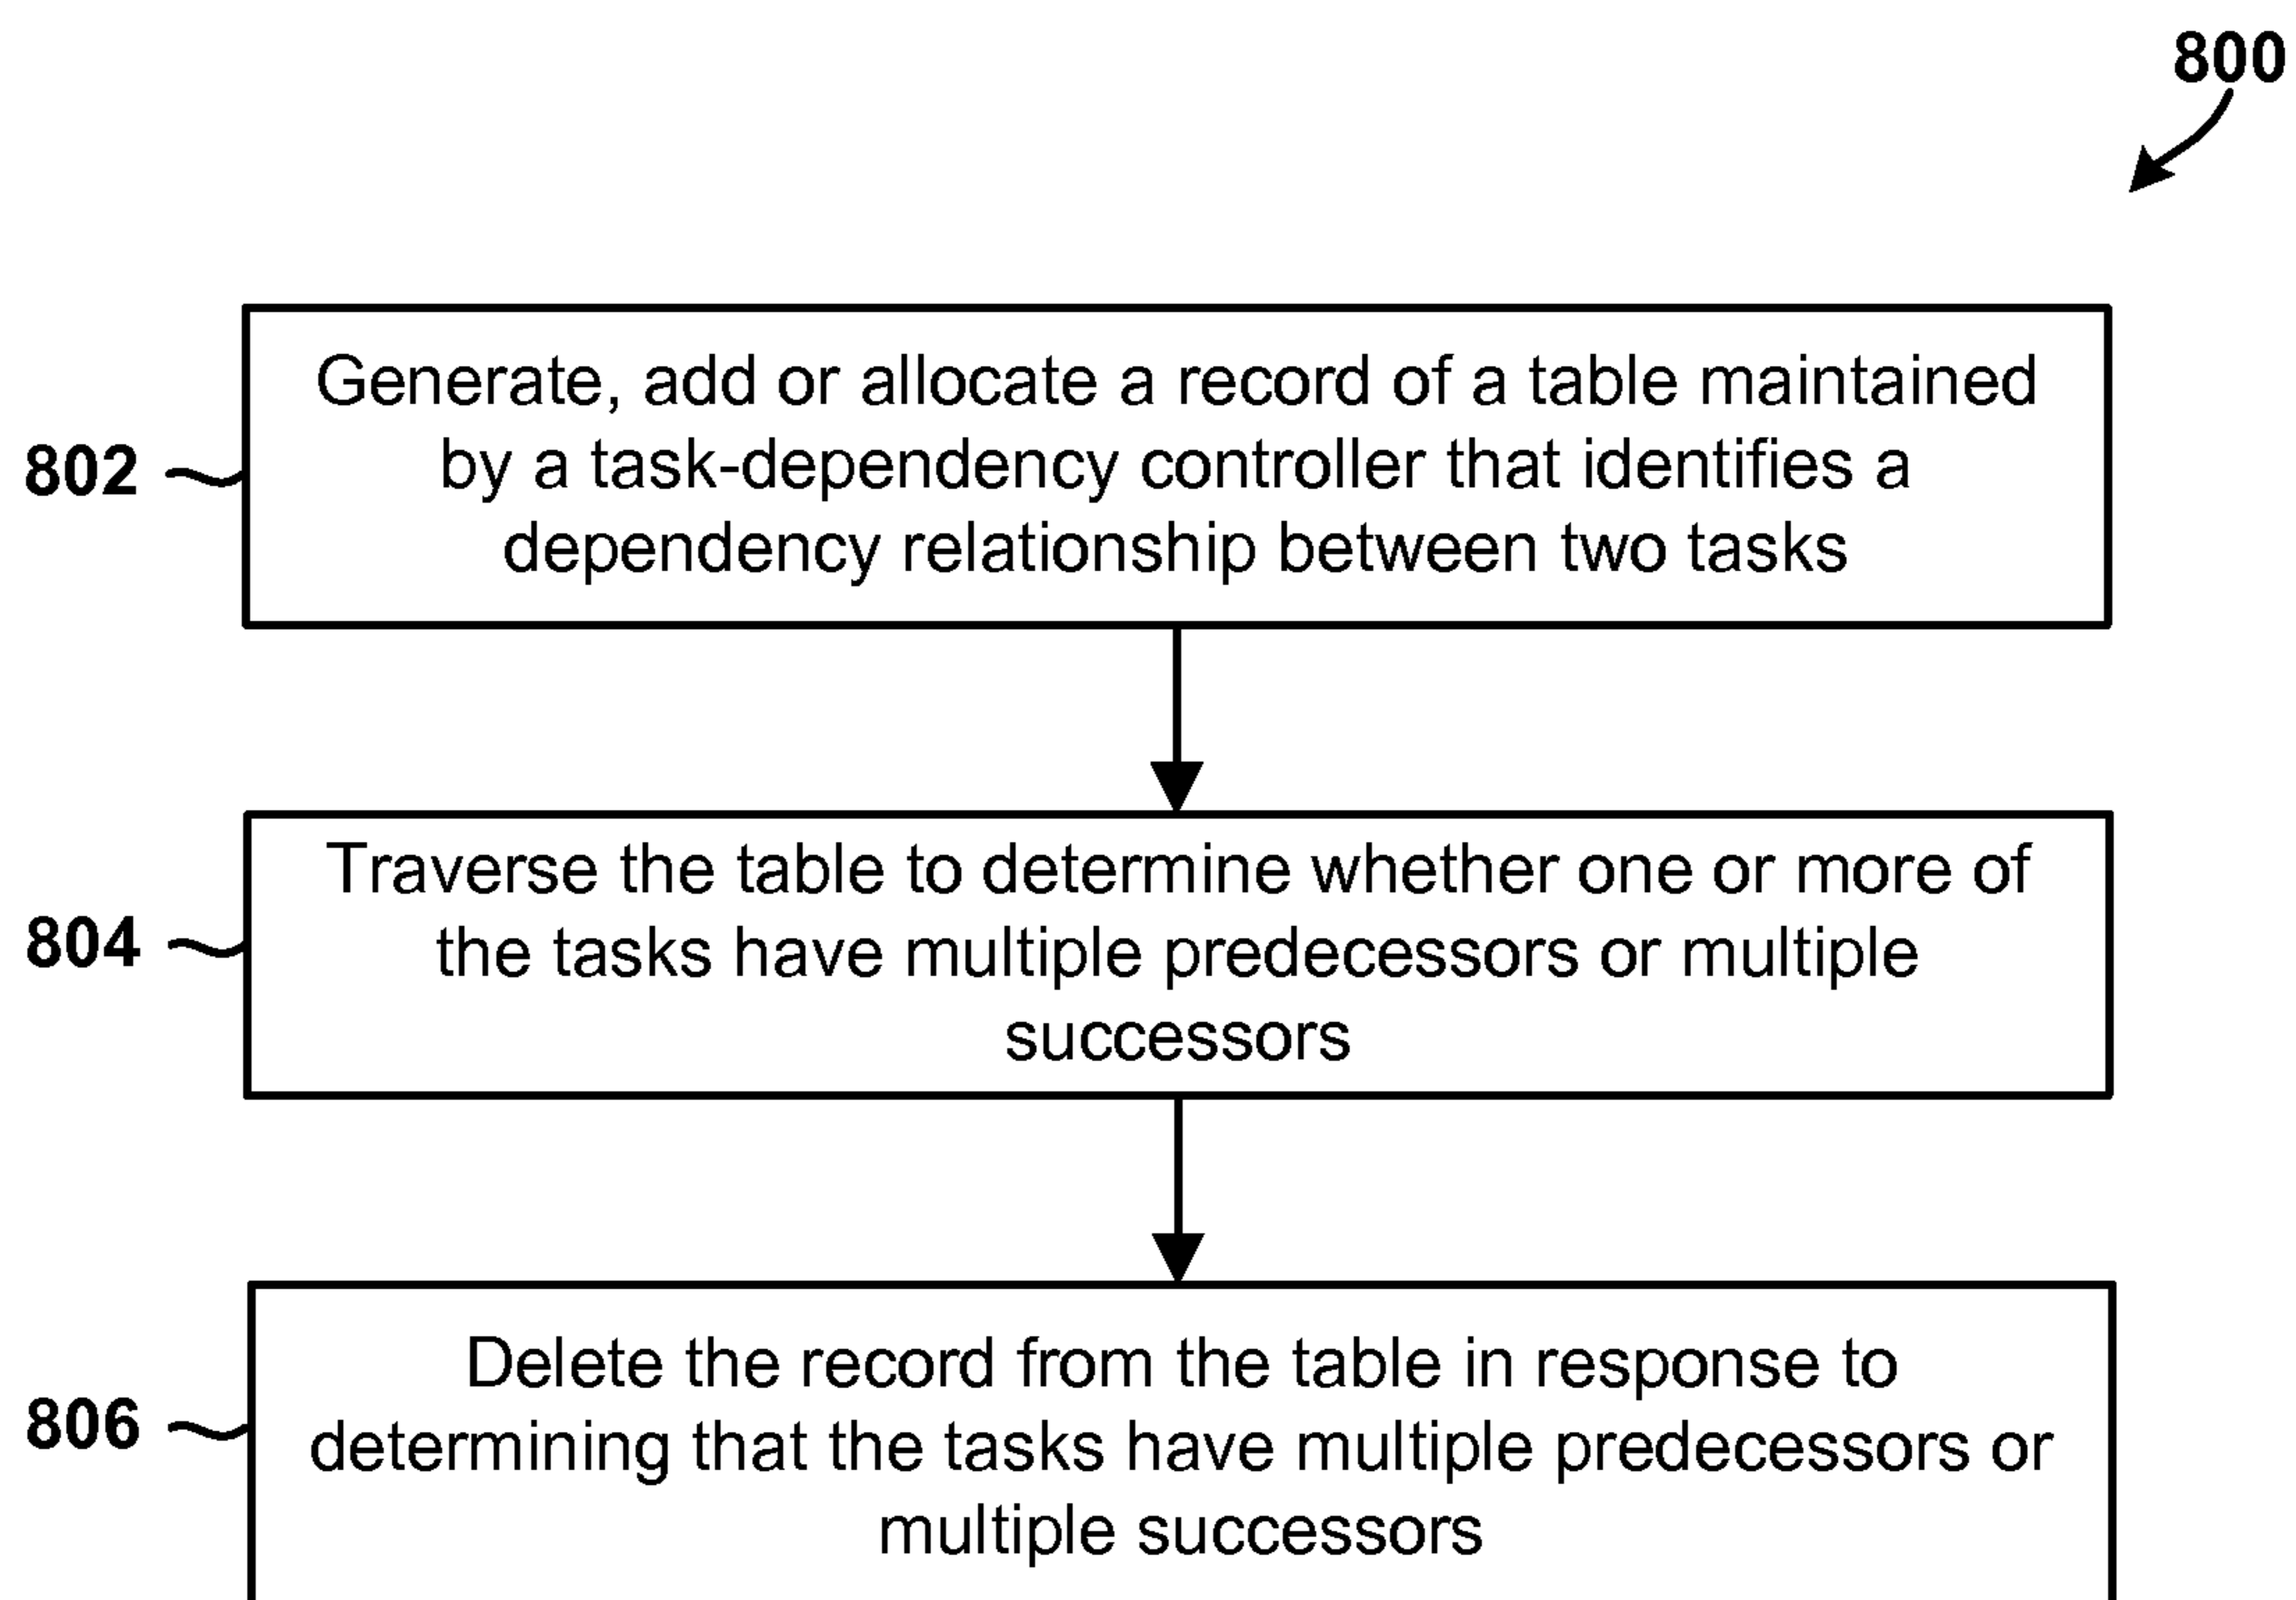 800
Generate, add or allocate a record of a table maintained
802 by a task-dependency controller that identifies a
dependency relationship between two tasks
Traverse the table to determine whether one or more of
804 the tasks have multiple predecessors or multiple
successors
Delete the record from the table in response to
806 determining that the tasks have multiple predecessors or
multiple successors